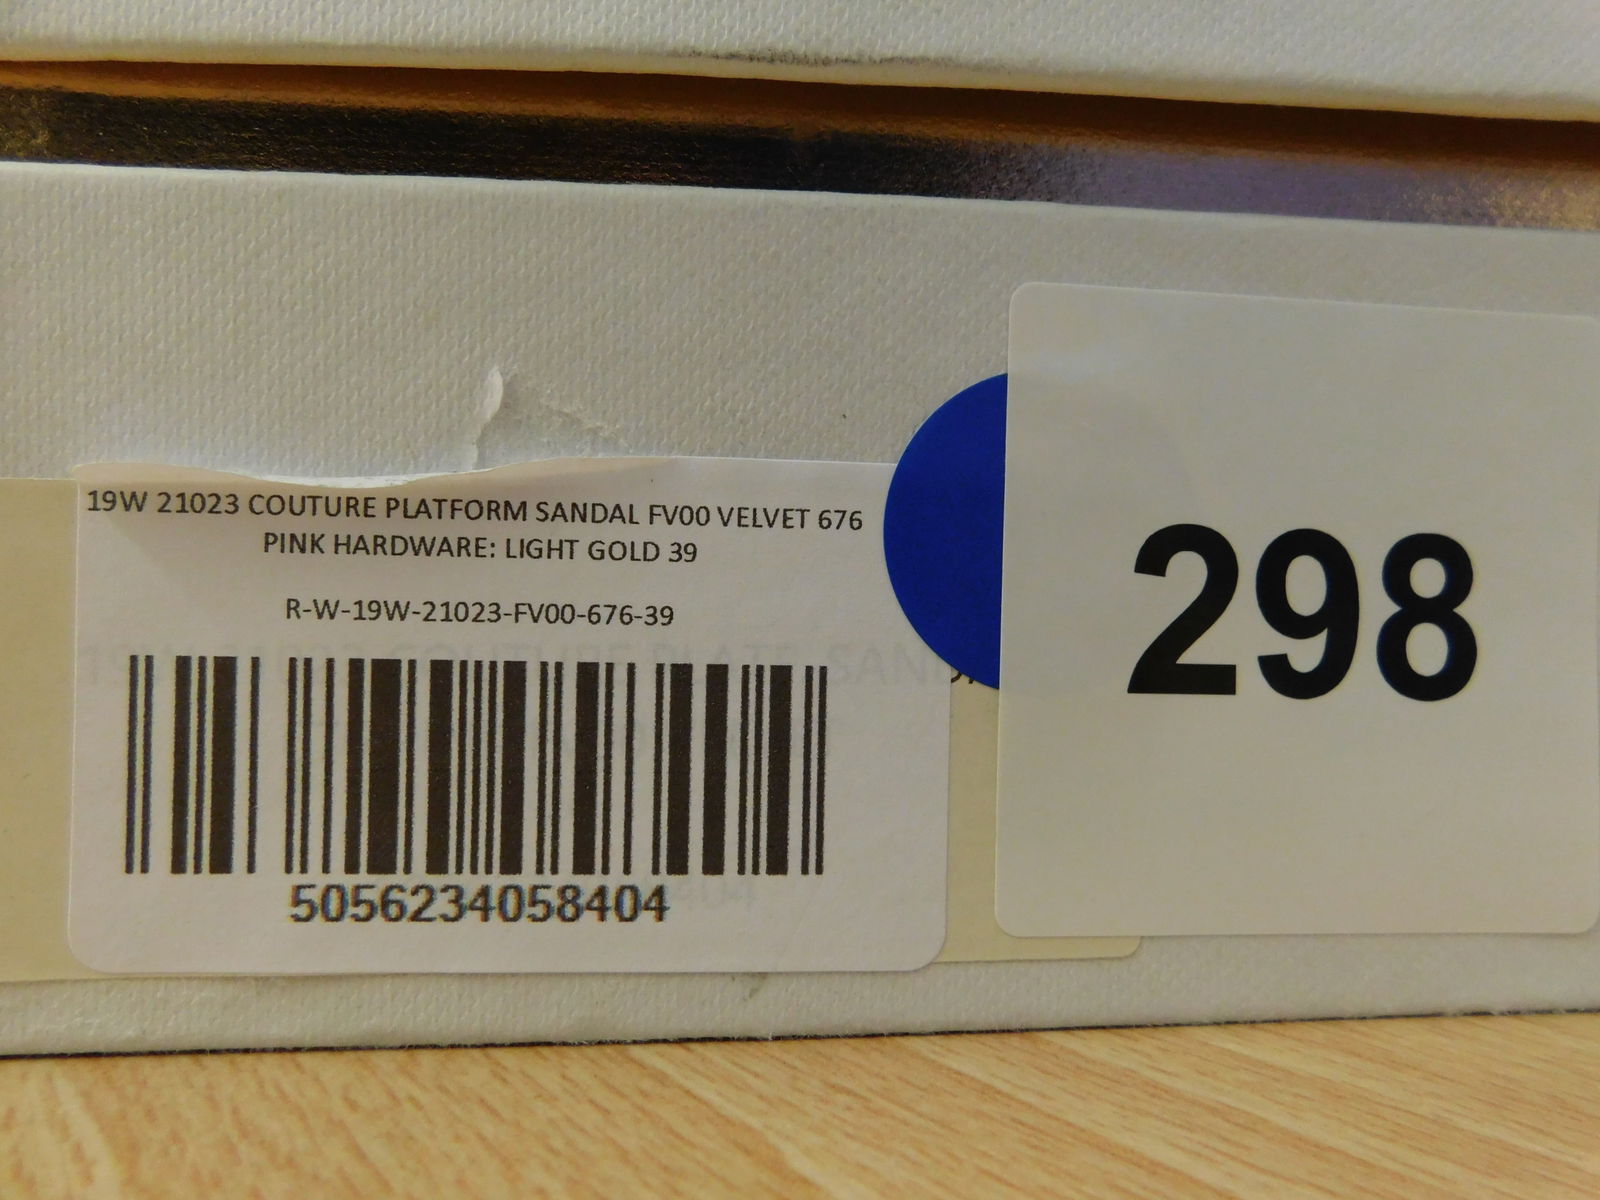 19W 21023 COUTURE PLATFORM SANDAL FV00 VELVET 676
PINK HARDWARE: LIGHT GOLD 39
R-W-19W-21023-FV00-676-39
5056234058404
298